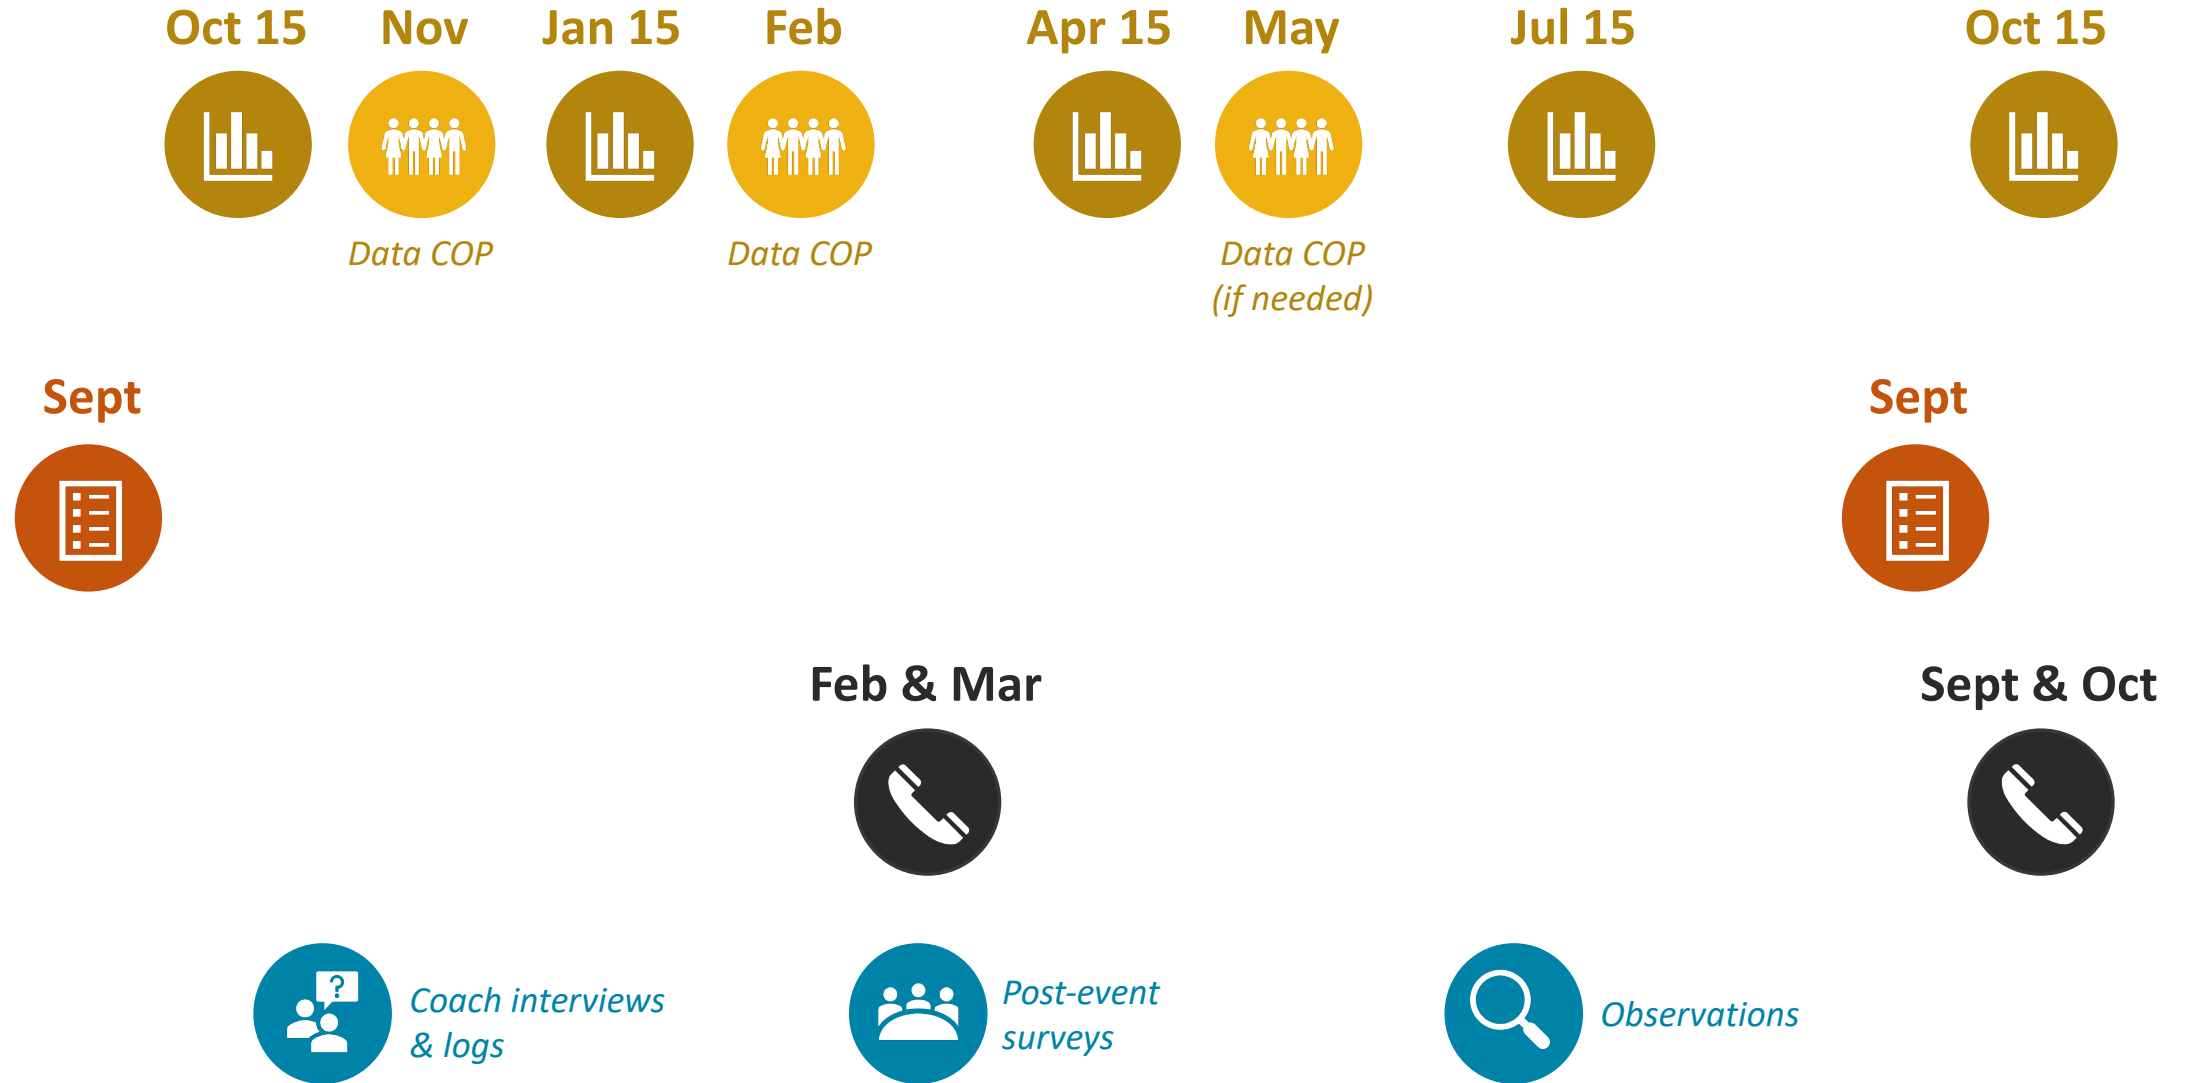 Oct 15
Nov
Jan 15
Feb
Apr 15
May
Jul 15
Oct 15
Data COP
Data COP
Data COP
(if needed)
Sept
Sept
Feb & Mar
Sept & Oct
?
Coach interviews
& logs
Post-event
surveys
Observations